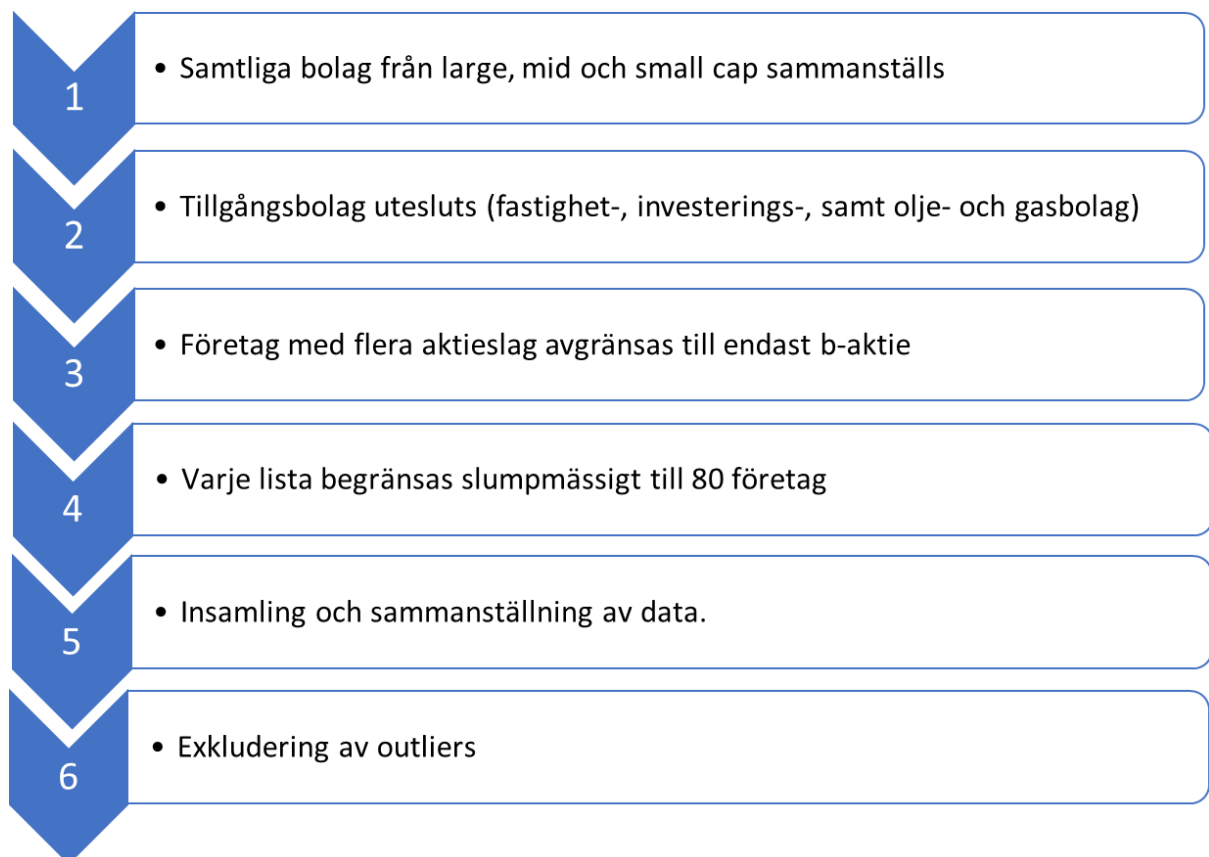 1
• Samtliga bolag från large, mid och small cap sammanställs
2
• Tillgångsbolag utesluts (fastighet-, investerings-, samt olje- och gasbolag)
3
• Företag med flera aktieslag avgränsas till endast b-aktie
4
• Varje lista begränsas slumpmässigt till 80 företag
5
• Insamling och sammanställning av data.
6
• Exkludering av outliers